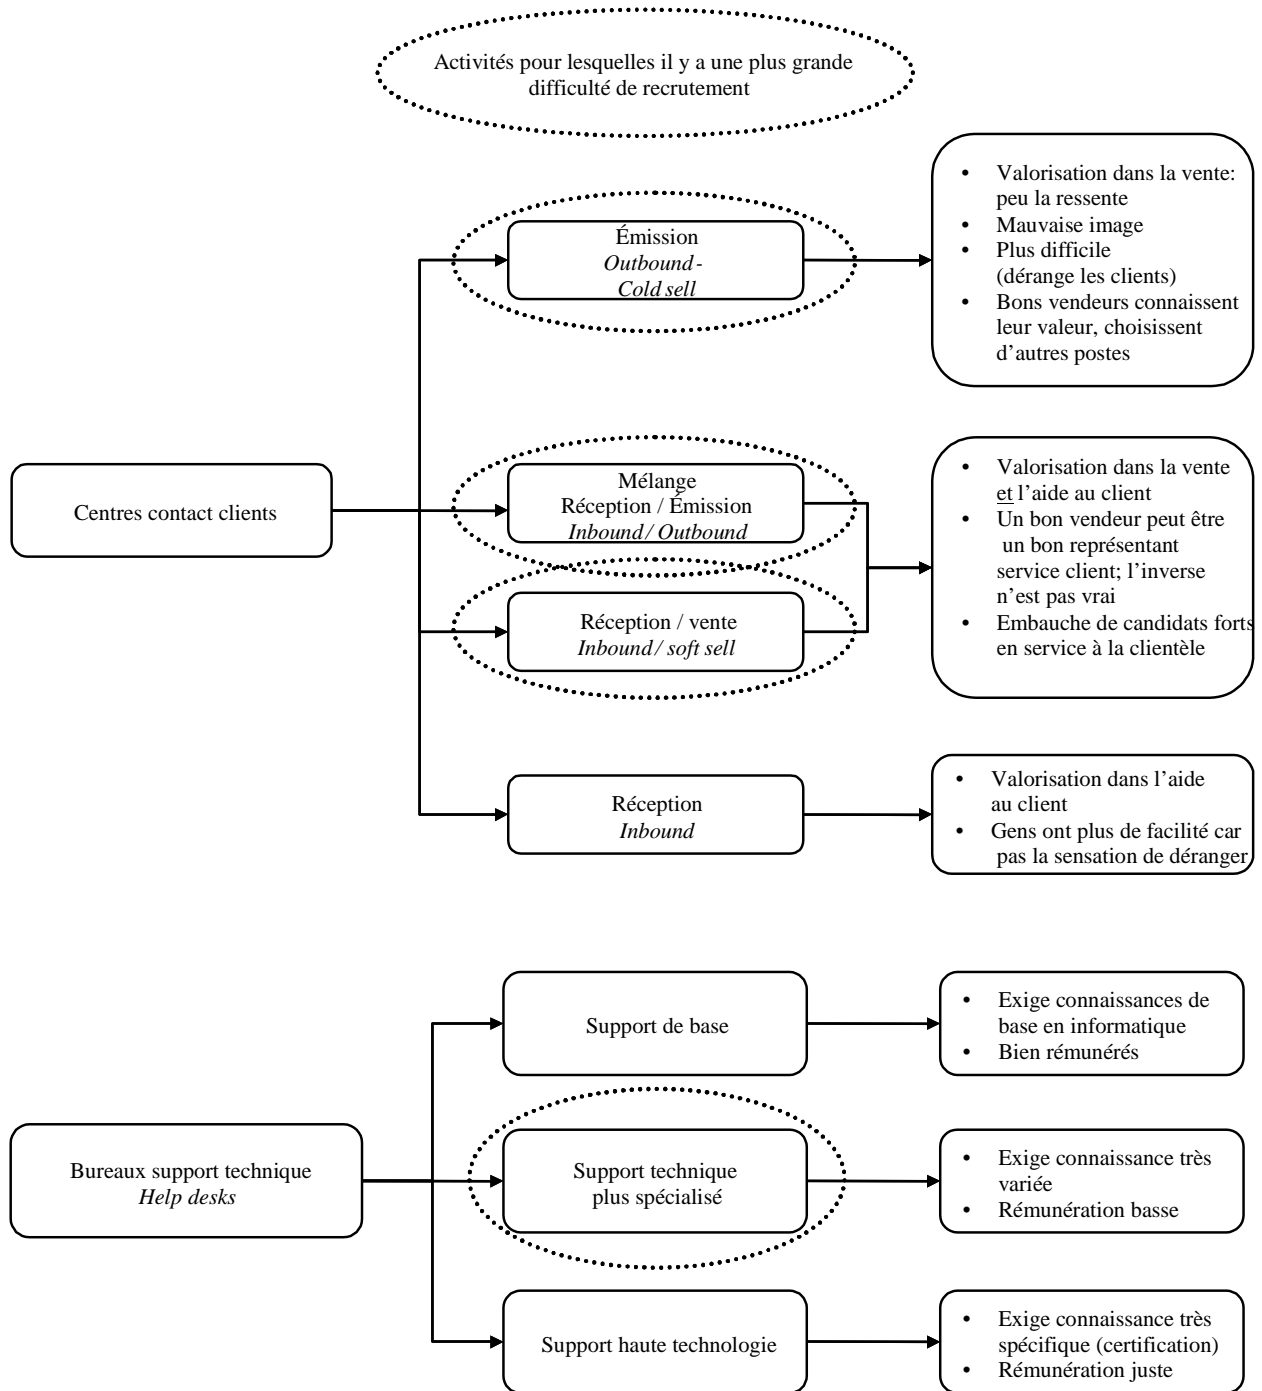 Activités pour lesquelles il y a une plus grande
difficulté de recrutement
Émission
Outbound -
Cold sell
• Valorisation dans la vente:
peu la ressente
• Mauvaise image
• Plus difficile
(dérange les clients)
• Bons vendeurs connaissent
leur valeur, choisissent
d’autres postes
Centres contact clients
Mélange
Réception / Émission
Inbound / Outbound
Réception / vente
Inbound / soft sell
• Valorisation dans la vente
et l’aide au client
• Un bon vendeur peut être
un bon représentant
service client; l’inverse
n’est pas vrai
• Embauche de candidats forts
en service à la clientèle
Réception
Inbound
• Valorisation dans l’aide
au client
• Gens ont plus de facilité car
pas la sensation de déranger
Bureaux support technique
Help desks
Support de base
• Exige connaissances de
base en informatique
• Bien rémunérés
Support technique
plus spécialisé
• Exige connaissance très
variée
• Rémunération basse
Support haute technologie
• Exige connaissance très
spécifique (certification)
• Rémunération juste